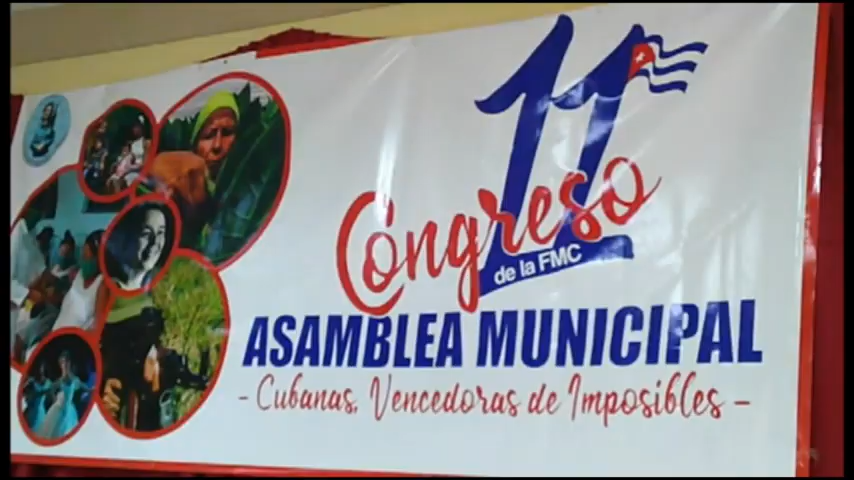 11
Congreso
de la FMC
ASAMBLEA MUNICIPAL
- Cubanas, Vencedoras de Imposibles -